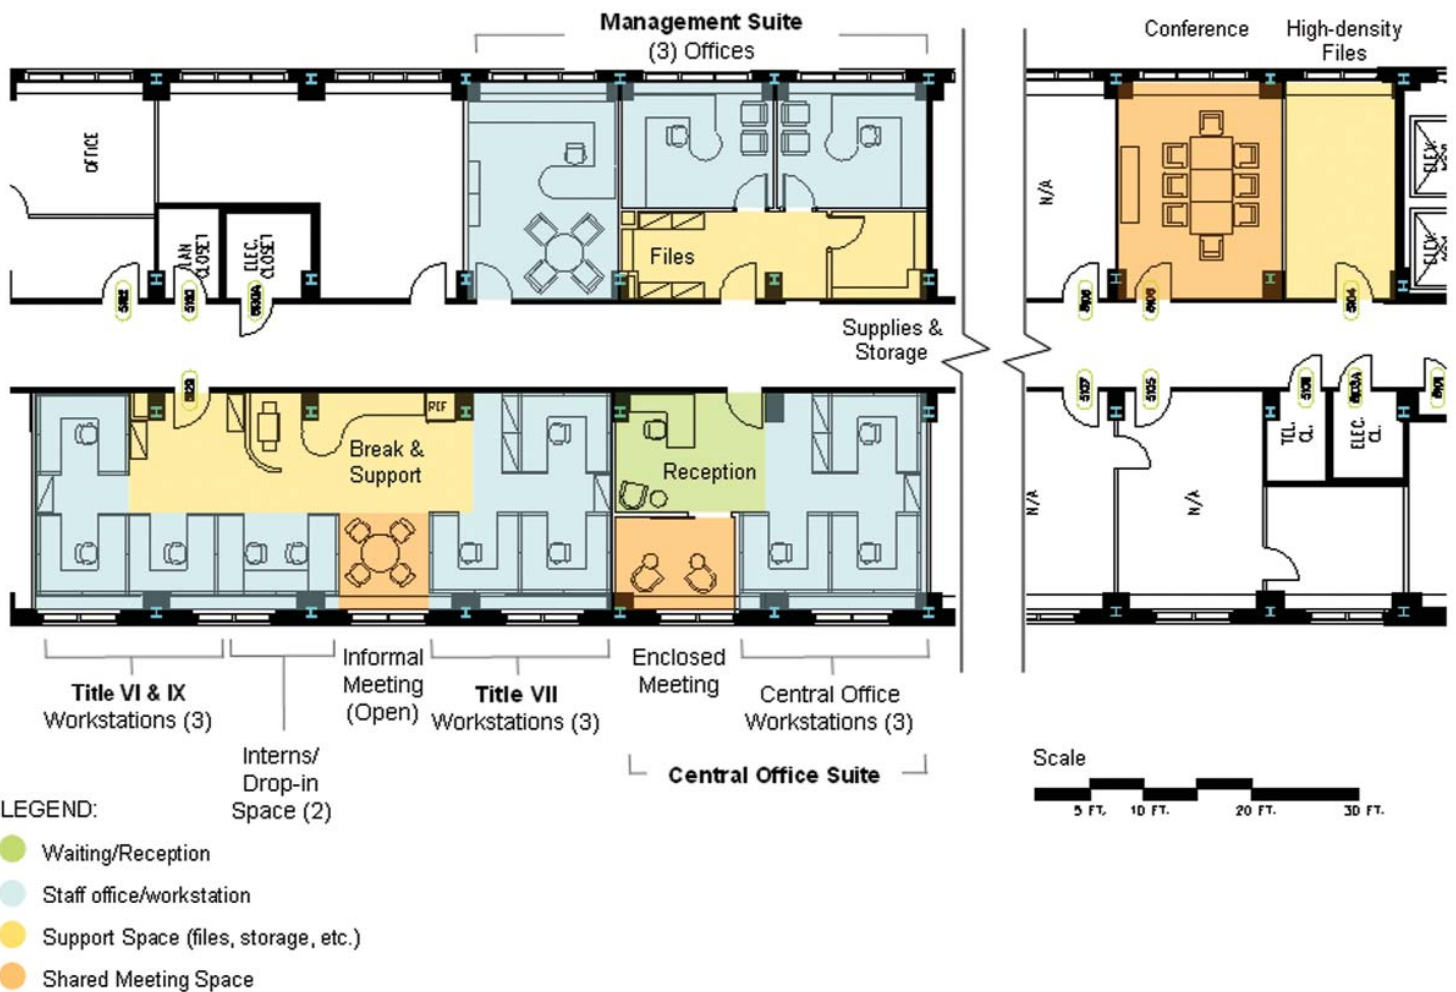 Management Suite
(3) Offices
Conference
High-density
Files
OFFICE
LAN
CLOSET
ELEC.
CLOSET
Files
N/A
ELEV.
ELEV.
Supplies &
Storage
REF
Break &
Support
Reception
N/A
N/A
TEL.
CL.
ELEC.
CL.
Title VI & IX
Workstations (3)
Interns/
Drop-in
Space (2)
Informal
Meeting
(Open)
Title VII
Workstations (3)
Enclosed
Meeting
Central Office
Workstations (3)
Central Office Suite
Scale
5 FT. 10 FT. 20 FT. 30 FT.
LEGEND:
Waiting/Reception
Staff office/workstation
Support Space (files, storage, etc.)
Shared Meeting Space